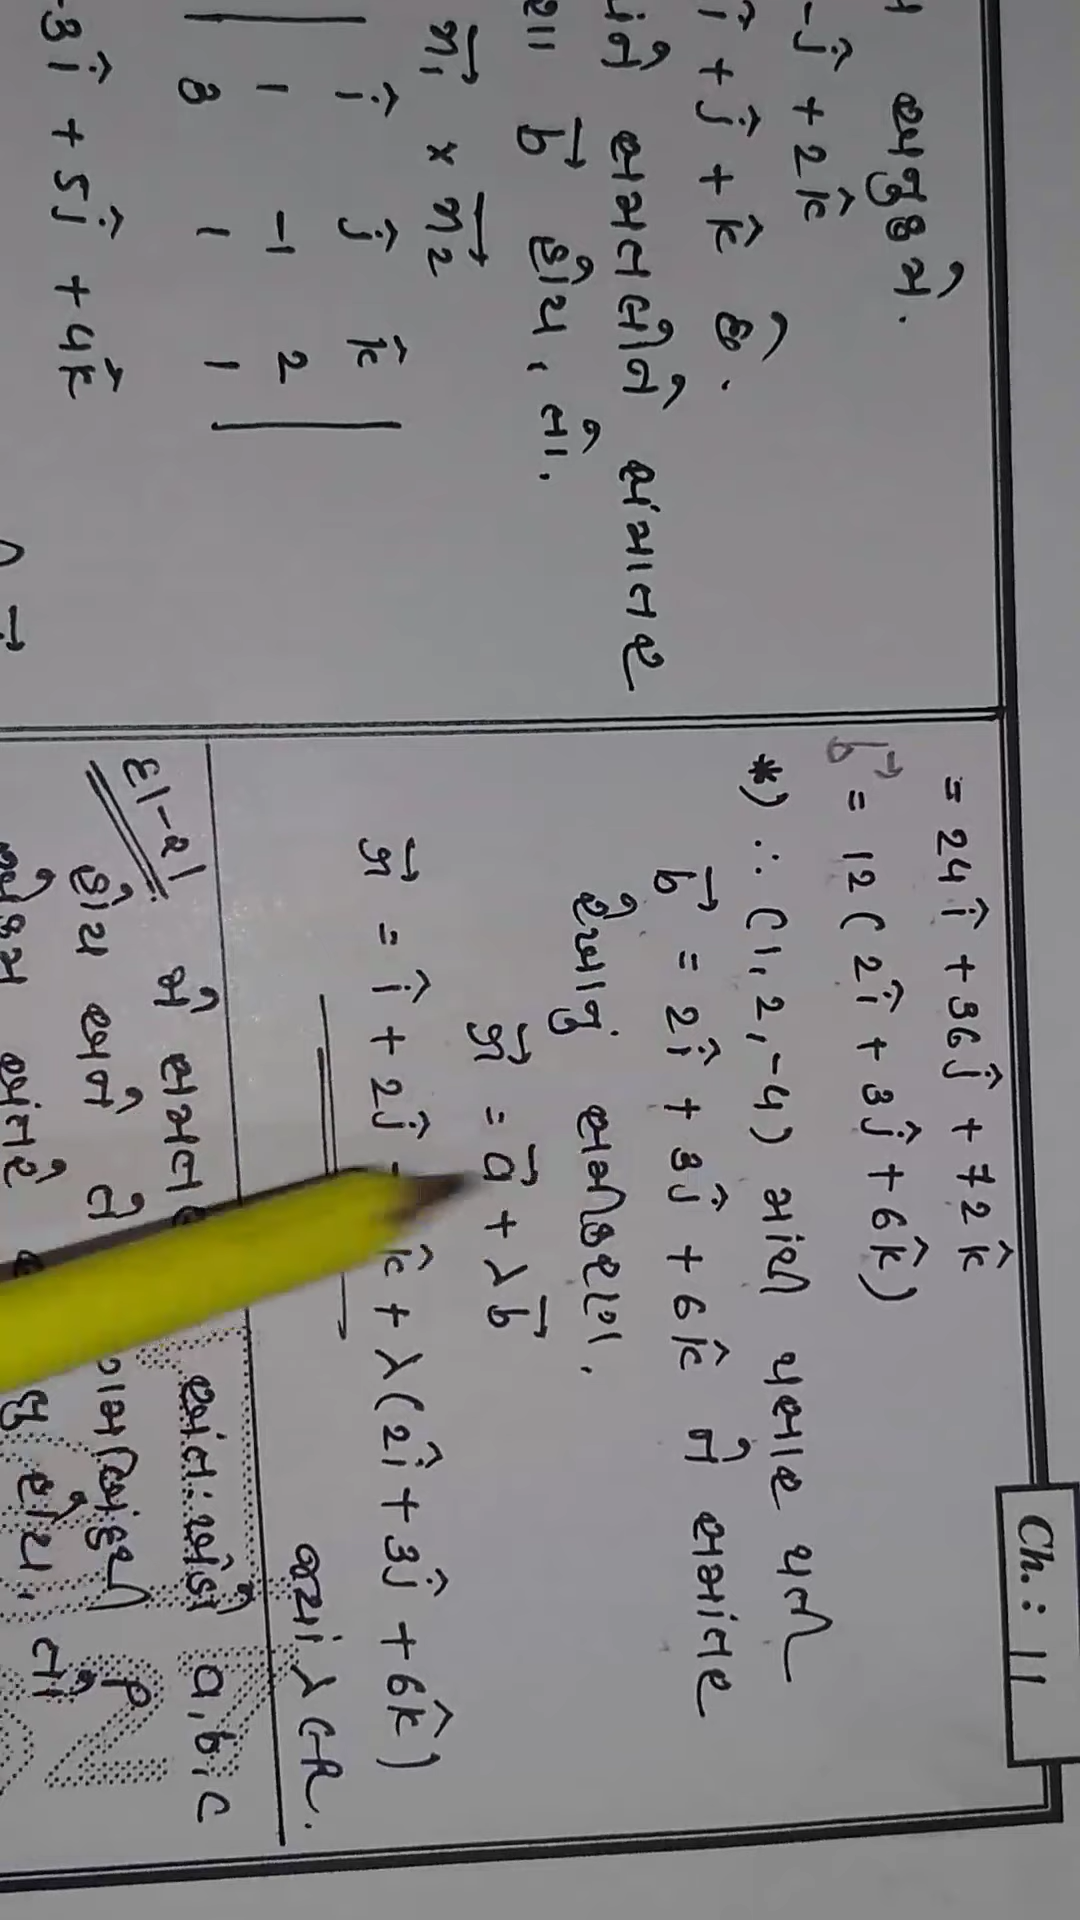 અનુક્રમે.
-ĵ + 2k̂
î + ĵ + k̂ છે.
સમતલોને સમાંતર
b⃗ હોય, તો.
n⃗₁ × n⃗₂
| î ĵ k̂ |
| 1 -1 2 |
| 3 1 1 |
-3î + 5ĵ + 4k̂
Ch.: 11
= 24î + 36ĵ + 72k̂
b⃗ = 12(2î + 3ĵ + 6k̂)
*) ∴ (1, 2, -4) માંથી પસાર થતી
b⃗ = 2î + 3ĵ + 6k̂ ને સમાંતર
રેખાનું સમીકરણ.
r⃗ = a⃗ + λb⃗
r⃗ = î + 2ĵ - k̂ + λ(2î + 3ĵ + 6k̂)
જ્યાં λ ∈ R.
દા-21 જો સમતલ અંતઃખંડો a, b, c
હોય અને તે P
હોય, તો